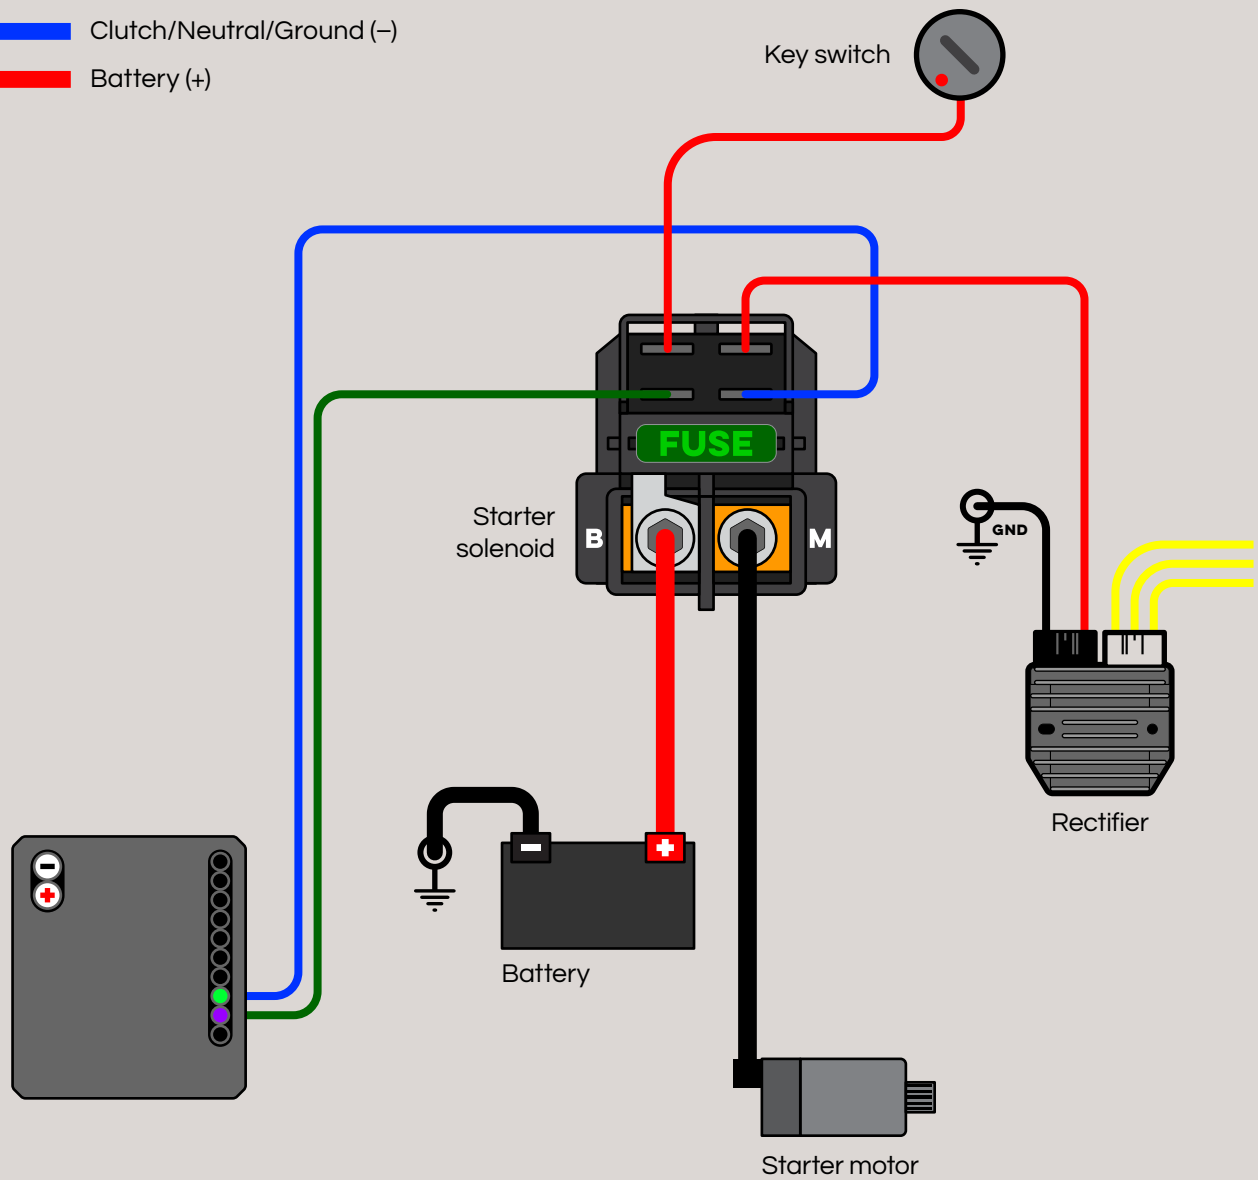 Clutch/Neutral/Ground (–)
Battery (+)
Key switch
FUSE
Starter
solenoid
B
M
GND
Rectifier
Battery
Starter motor